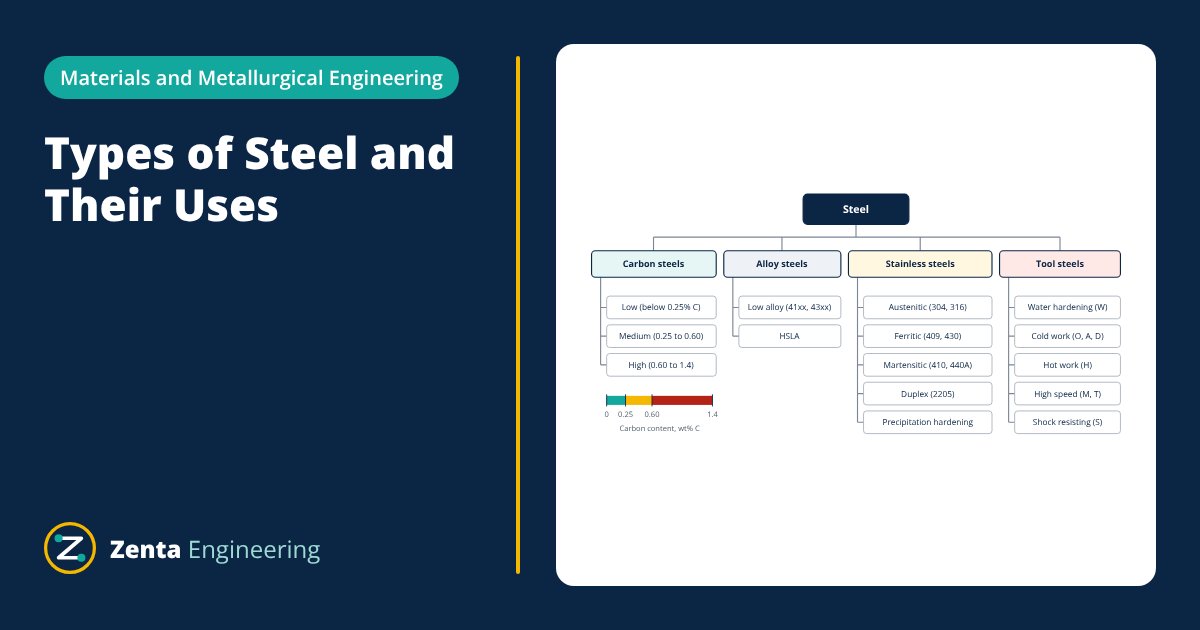 Materials and Metallurgical Engineering
Types of Steel and
Their Uses
Zenta Engineering
Steel
Carbon steels
Low (below 0.25% C)
Medium (0.25 to 0.60)
High (0.60 to 1.4)
0 0.25 0.60 1.4
Carbon content, wt% C
Alloy steels
Low alloy (41xx, 43xx)
HSLA
Stainless steels
Austenitic (304, 316)
Ferritic (409, 430)
Martensitic (410, 440A)
Duplex (2205)
Precipitation hardening
Tool steels
Water hardening (W)
Cold work (O, A, D)
Hot work (H)
High speed (M, T)
Shock resisting (S)